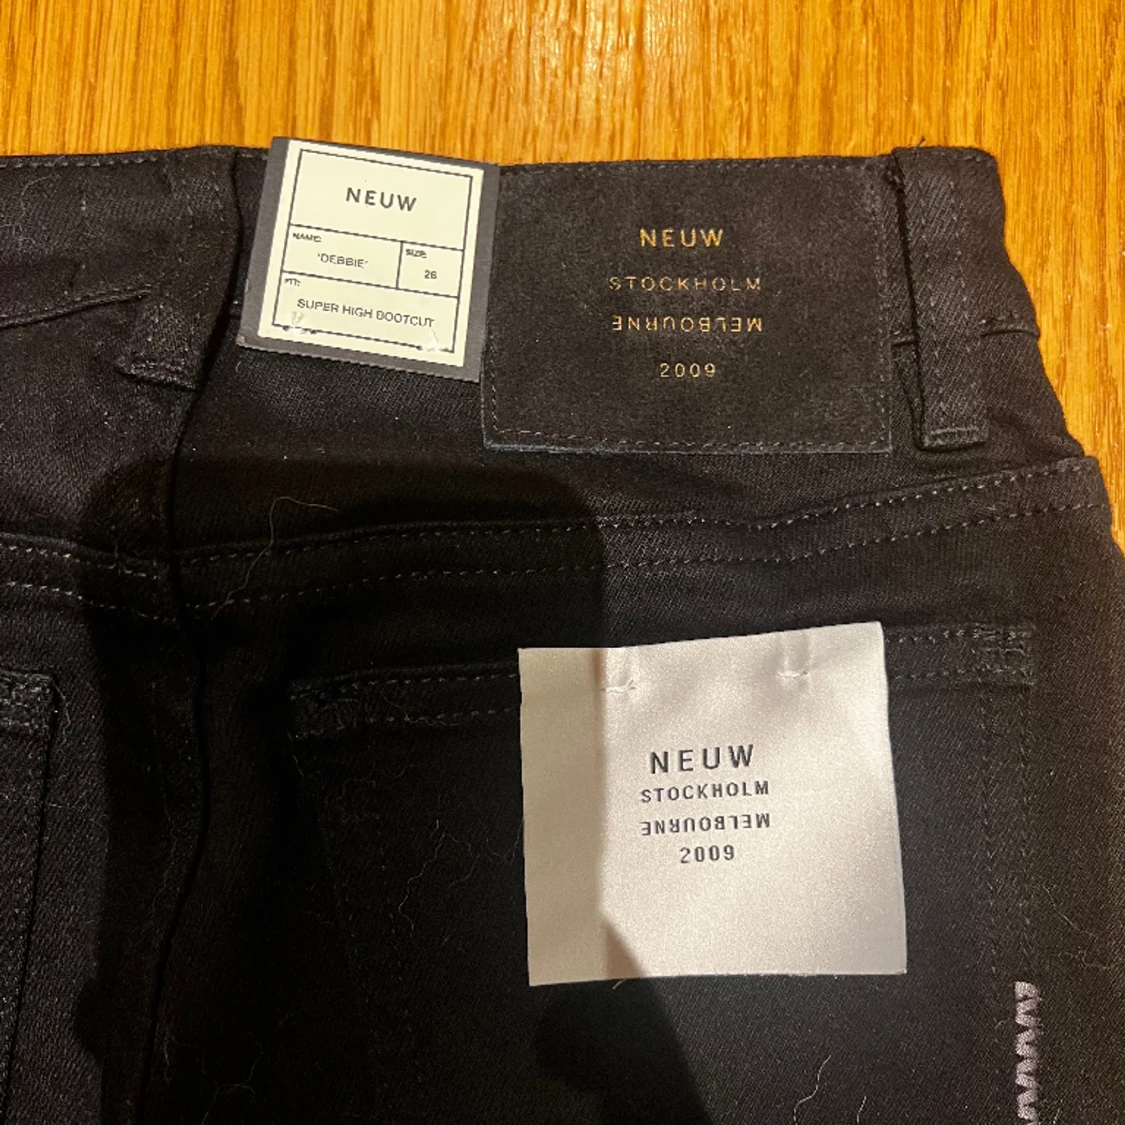 NEUW
NAME:
'DEBBIE'
SIZE:
26
FIT:
SUPER HIGH BOOTCUT
NEUW
STOCKHOLM
MELBOURNE
2009
NEUW
STOCKHOLM
MELBOURNE
2009